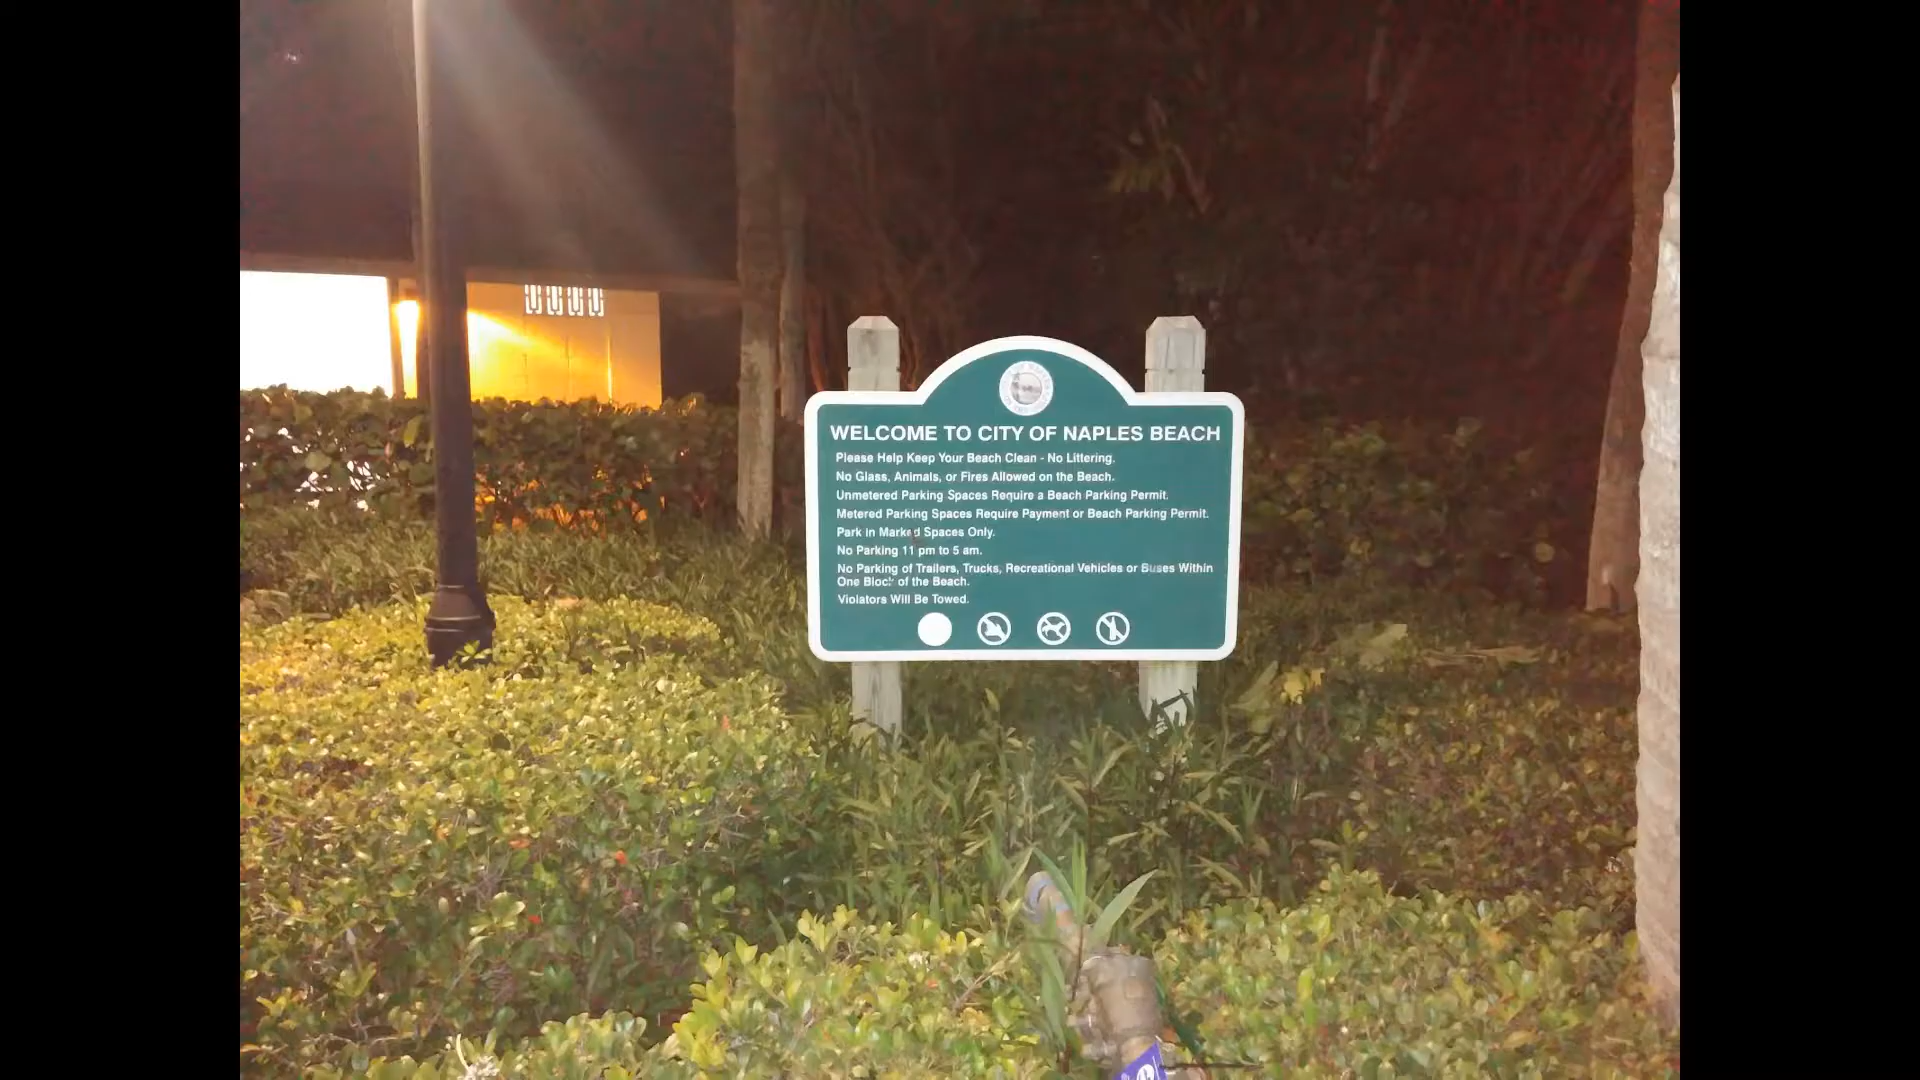 WELCOME TO CITY OF NAPLES BEACH
Please Help Keep Your Beach Clean - No Littering.
No Glass, Animals, or Fires Allowed on the Beach.
Unmetered Parking Spaces Require a Beach Parking Permit.
Metered Parking Spaces Require Payment or Beach Parking Permit.
Park in Marked Spaces Only.
No Parking 11 pm to 5 am.
No Parking of Trailers, Trucks, Recreational Vehicles or Buses Within
One Block of the Beach.
Violators Will Be Towed.